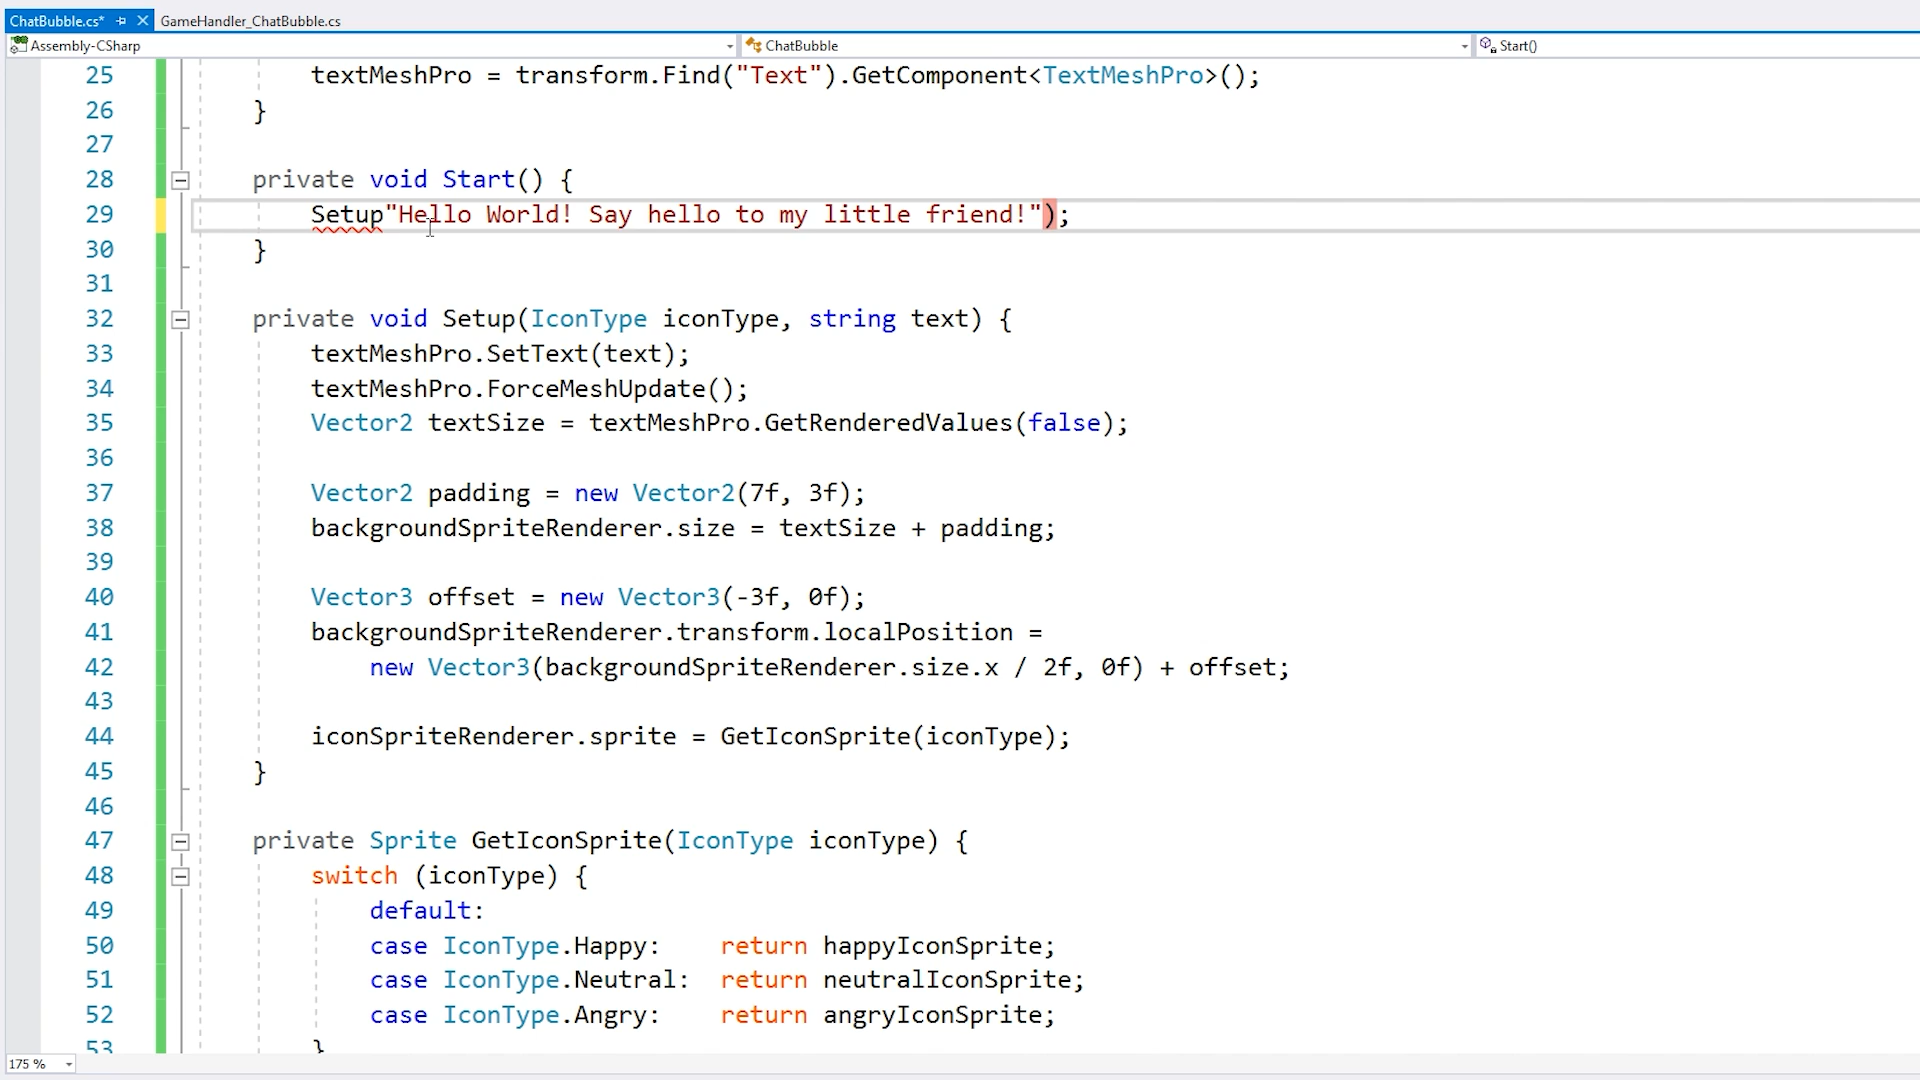 ChatBubble.cs* GameHandler_ChatBubble.cs
Assembly-CSharp ChatBubble Start()
25 textMeshPro = transform.Find("Text").GetComponent<TextMeshPro>();
26 }
27
28 private void Start() {
29 Setup"Hello World! Say hello to my little friend!");
30 }
31
32 private void Setup(IconType iconType, string text) {
33 textMeshPro.SetText(text);
34 textMeshPro.ForceMeshUpdate();
35 Vector2 textSize = textMeshPro.GetRenderedValues(false);
36
37 Vector2 padding = new Vector2(7f, 3f);
38 backgroundSpriteRenderer.size = textSize + padding;
39
40 Vector3 offset = new Vector3(-3f, 0f);
41 backgroundSpriteRenderer.transform.localPosition =
42 new Vector3(backgroundSpriteRenderer.size.x / 2f, 0f) + offset;
43
44 iconSpriteRenderer.sprite = GetIconSprite(iconType);
45 }
46
47 private Sprite GetIconSprite(IconType iconType) {
48 switch (iconType) {
49 default:
50 case IconType.Happy: return happyIconSprite;
51 case IconType.Neutral: return neutralIconSprite;
52 case IconType.Angry: return angryIconSprite;
53 }
175 %